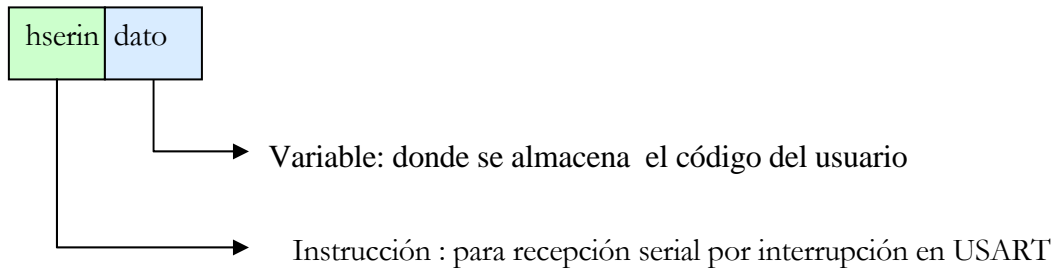 hserin dato
Variable: donde se almacena el código del usuario
Instrucción : para recepción serial por interrupción en USART